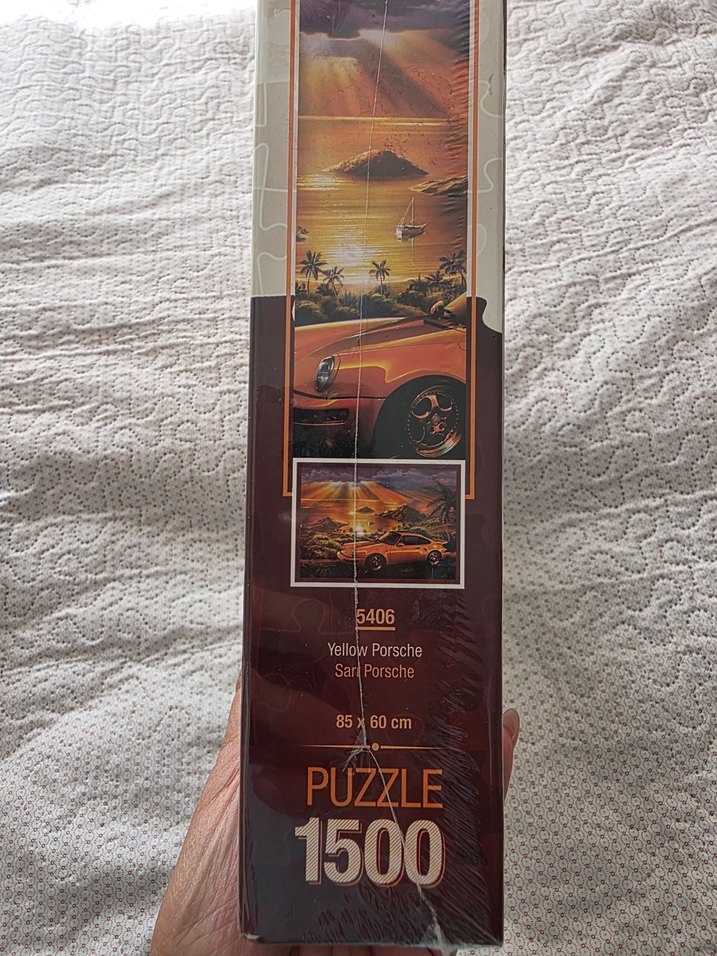 5406
Yellow Porsche
Sarı Porsche
85 x 60 cm
PUZZLE
1500